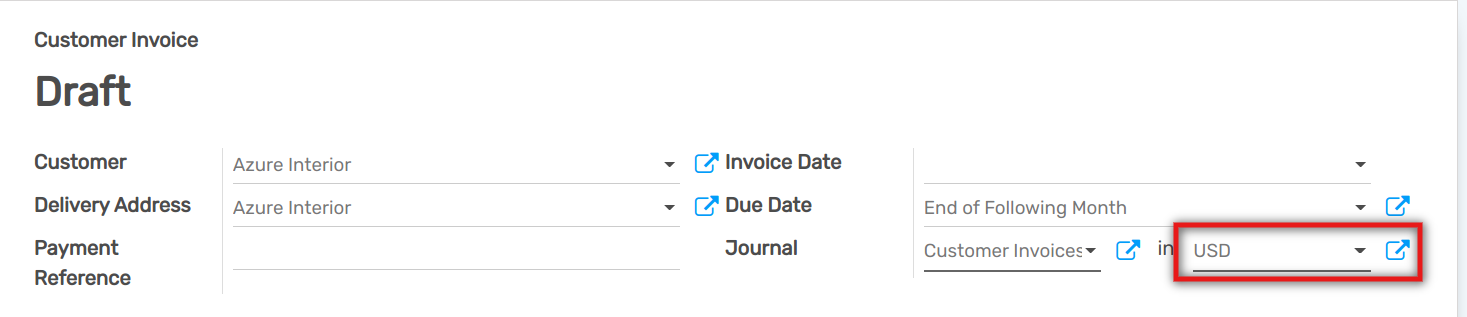 Customer Invoice
Draft
Customer
Azure Interior
Invoice Date
Delivery Address
Azure Interior
Due Date
End of Following Month
Payment
Reference
Journal
Customer Invoices
in
USD